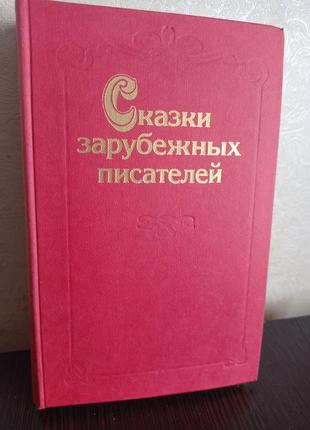 Сказки
зарубежных
писателей